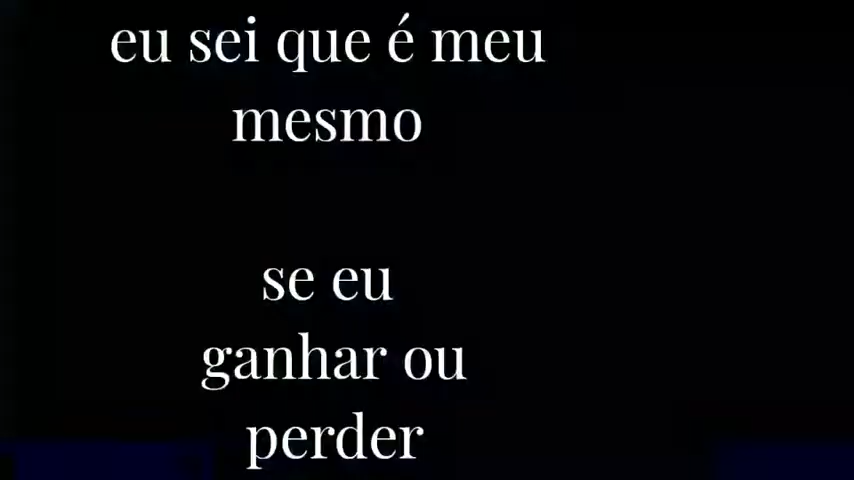 eu sei que é meu
mesmo
se eu
ganhar ou
perder